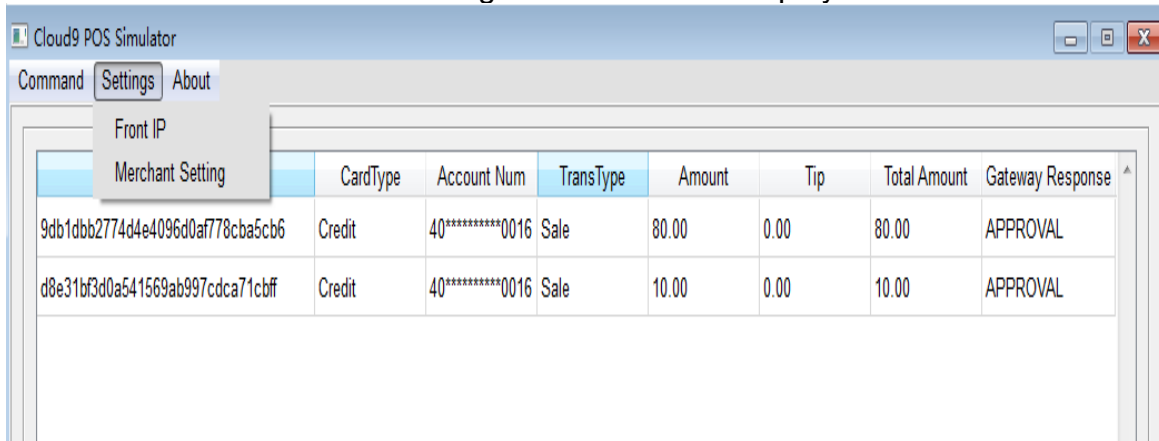 Cloud9 POS Simulator
Command Settings About
Front IP
Merchant Setting
CardType Account Num TransType Amount Tip Total Amount Gateway Response
9db1dbb2774d4e4096d0af778cba5cb6 Credit 40**********0016 Sale 80.00 0.00 80.00 APPROVAL
d8e31bf3d0a541569ab997cdca71cbff Credit 40**********0016 Sale 10.00 0.00 10.00 APPROVAL